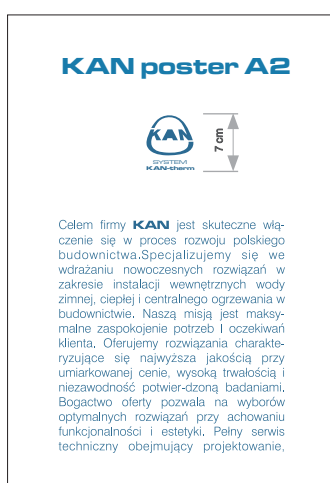 KAN poster A2
KAN
SYSTEM
KAN-therm
7 cm
Celem firmy KAN jest skuteczne włą-
czenie się w proces rozwoju polskiego
budownictwa.Specjalizujemy się we
wdrażaniu nowoczesnych rozwiązań w
zakresie instalacji wewnętrznych wody
zimnej, ciepłej i centralnego ogrzewania w
budownictwie. Naszą misją jest maksy-
malne zaspokojenie potrzeb I oczekiwań
klienta. Oferujemy rozwiązania charakte-
ryzujące się najwyższa jakością przy
umiarkowanej cenie, wysoką trwałością i
niezawodność potwier-dzoną badaniami.
Bogactwo oferty pozwala na wyborów
optymalnych rozwiązań przy achowaniu
funkcjonalności i estetyki. Pełny serwis
techniczny obejmujący projektowanie,